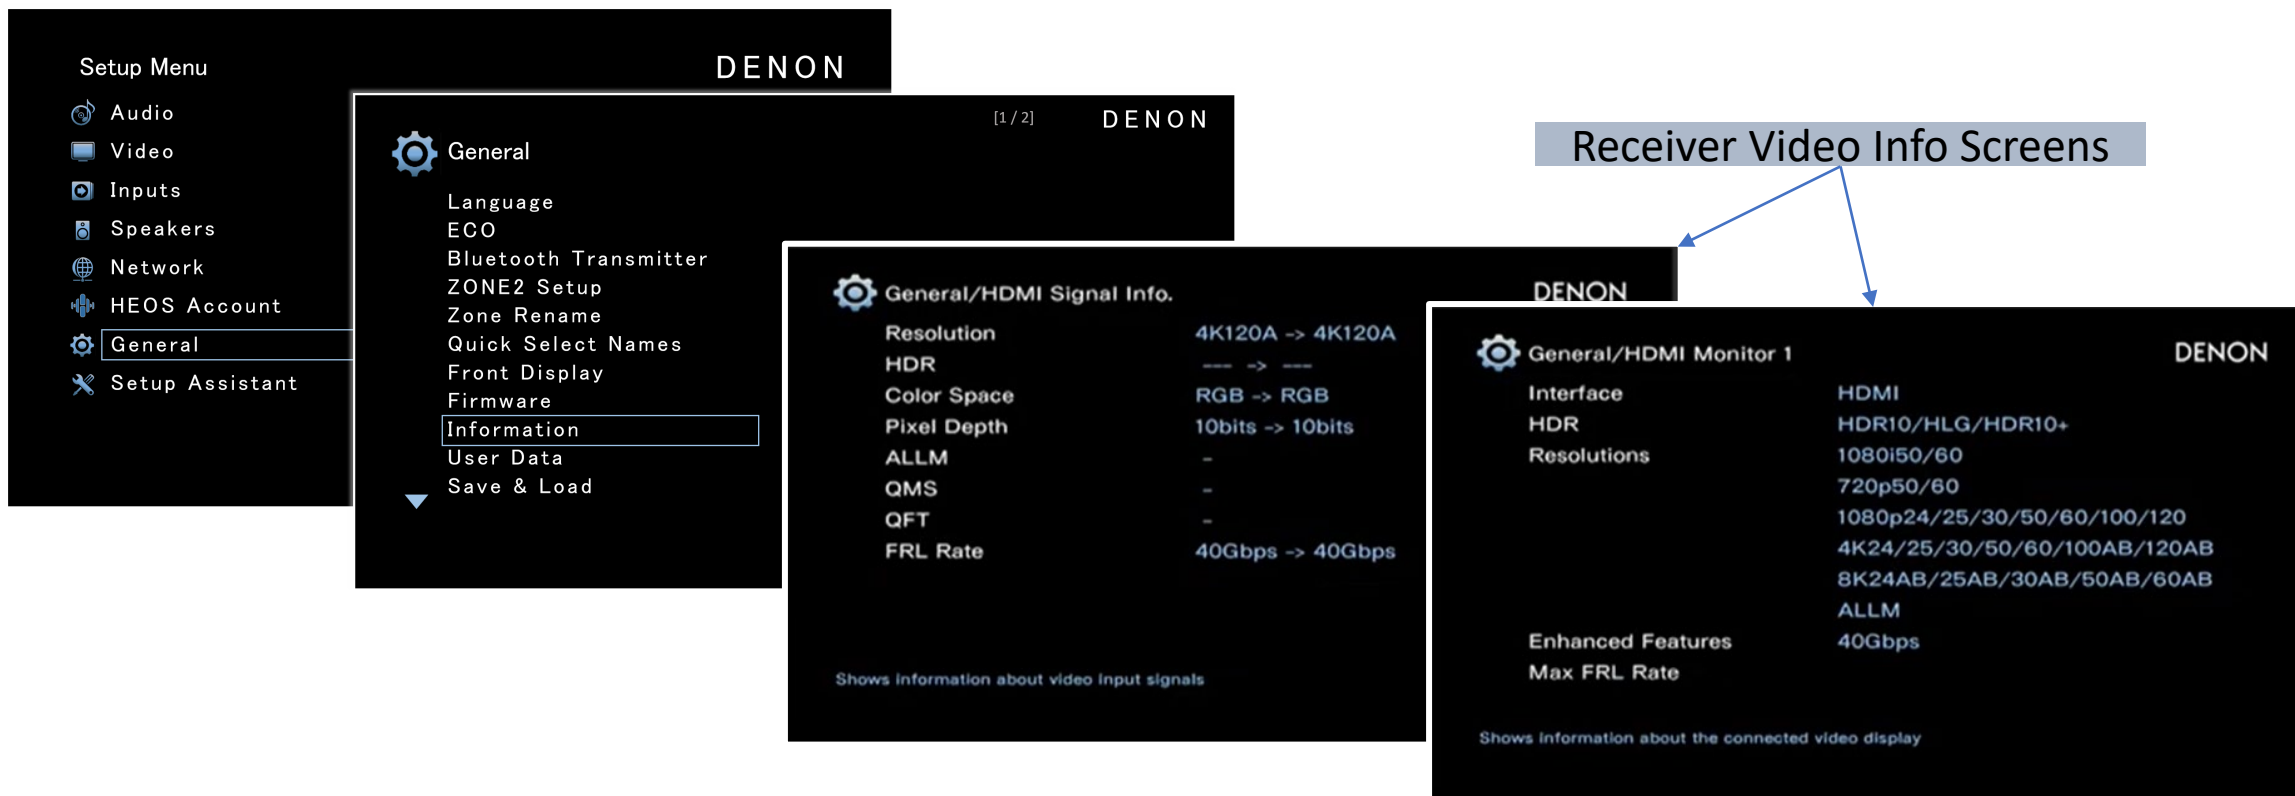 Setup Menu
DENON
Audio
Video
Inputs
Speakers
Network
HEOS Account
General
Setup Assistant
[1 / 2]
DENON
General
Language
ECO
Bluetooth Transmitter
ZONE2 Setup
Zone Rename
Quick Select Names
Front Display
Firmware
Information
User Data
Save & Load
Receiver Video Info Screens
General/HDMI Signal Info.
DENON
Resolution 4K120A -> 4K120A
HDR --- -> ---
Color Space RGB -> RGB
Pixel Depth 10bits -> 10bits
ALLM -
QMS -
QFT -
FRL Rate 40Gbps -> 40Gbps
Shows information about video input signals
General/HDMI Monitor 1
DENON
Interface HDMI
HDR HDR10/HLG/HDR10+
Resolutions 1080i50/60
720p50/60
1080p24/25/30/50/60/100/120
4K24/25/30/50/60/100AB/120AB
8K24AB/25AB/30AB/50AB/60AB
ALLM
Enhanced Features 40Gbps
Max FRL Rate
Shows information about the connected video display